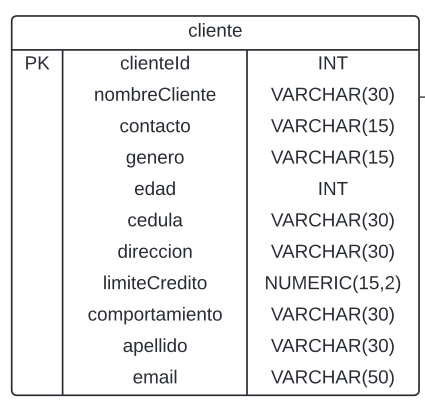 cliente
PK clienteId INT
nombreCliente VARCHAR(30)
contacto VARCHAR(15)
genero VARCHAR(15)
edad INT
cedula VARCHAR(30)
direccion VARCHAR(30)
limiteCredito NUMERIC(15,2)
comportamiento VARCHAR(30)
apellido VARCHAR(30)
email VARCHAR(50)